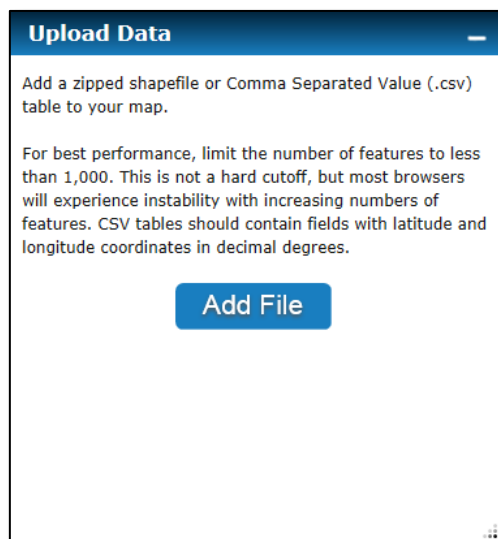 Upload Data
Add a zipped shapefile or Comma Separated Value (.csv)
table to your map.
For best performance, limit the number of features to less
than 1,000. This is not a hard cutoff, but most browsers
will experience instability with increasing numbers of
features. CSV tables should contain fields with latitude and
longitude coordinates in decimal degrees.
Add File